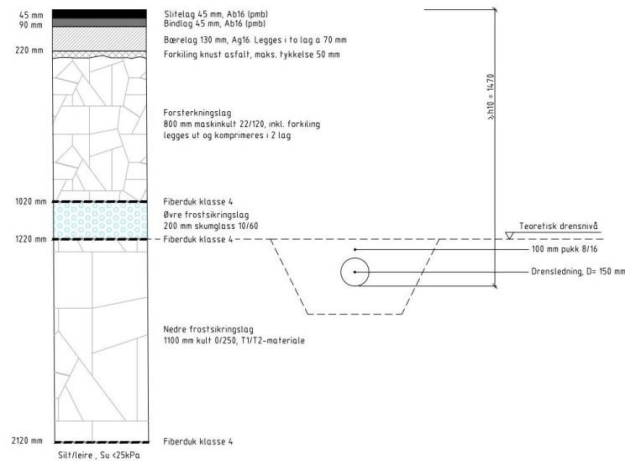 45 mm
Slitelag 45 mm, Ab16 (pmb)
90 mm
Bindlag 45 mm, Ab16 (pmb)
Bærelag 130 mm, Ag16. Legges i to lag a 70 mm
220 mm
Forkiling knust asfalt, maks. tykkelse 50 mm
Forsterkningslag
800 mm maskinkult 22/120, inkl. forkiling
legges ut og komprimeres i 2 lag
≥h10 = 1470
1020 mm
Fiberduk klasse 4
Øvre frostsikringslag
200 mm skumglass 10/60
Teoretisk drensnivå
1220 mm
Fiberduk klasse 4
100 mm pukk 8/16
Drensledning, D= 150 mm
Nedre frostsikringslag
1100 mm kult 0/250, T1/T2-materiale
2120 mm
Fiberduk klasse 4
Silt/leire , Su <25kPa